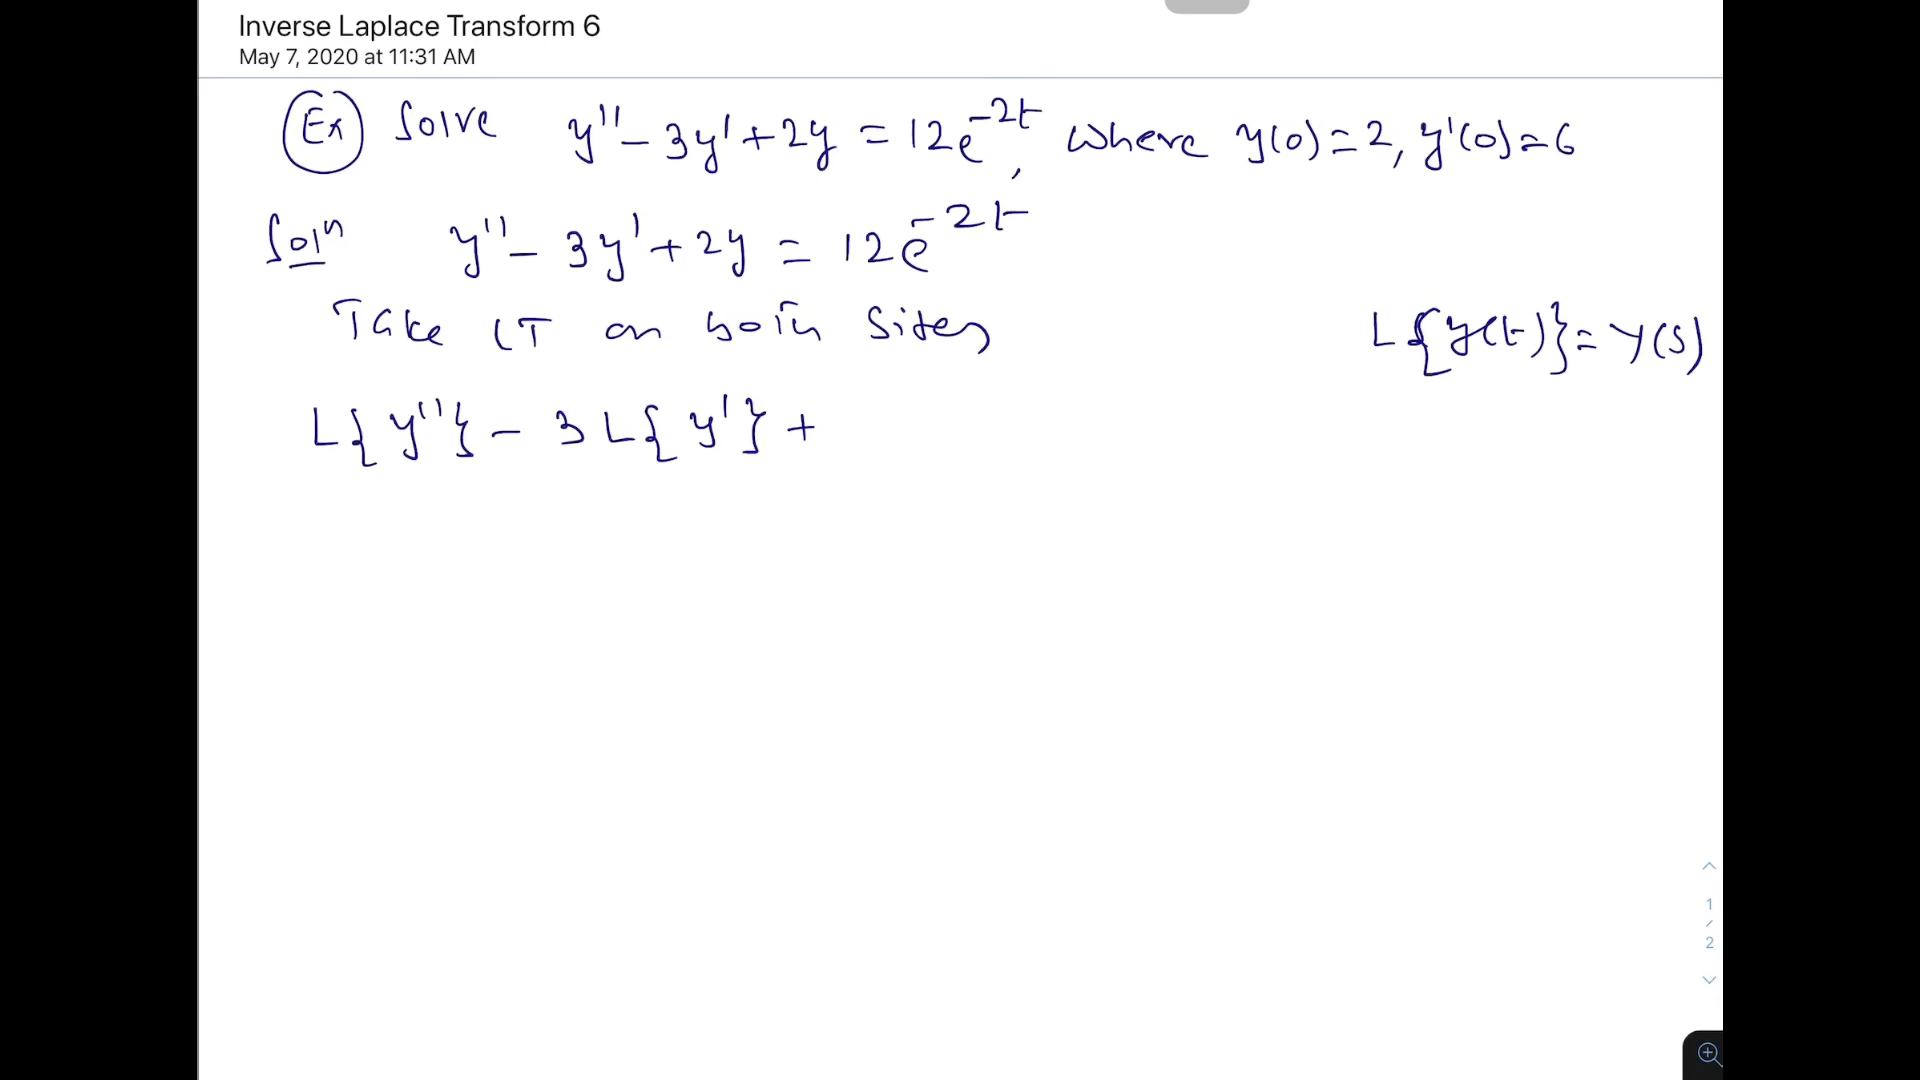 Inverse Laplace Transform 6
May 7, 2020 at 11:31 AM
Ex Solve y'' - 3y' + 2y = 12e^{-2t}, where y(0) = 2, y'(0) = 6
Solⁿ y'' - 3y' + 2y = 12e^{-2t}
Take LT on both sides
L{y(t)} = Y(s)
L{y''} - 3L{y'} +
1
/
2